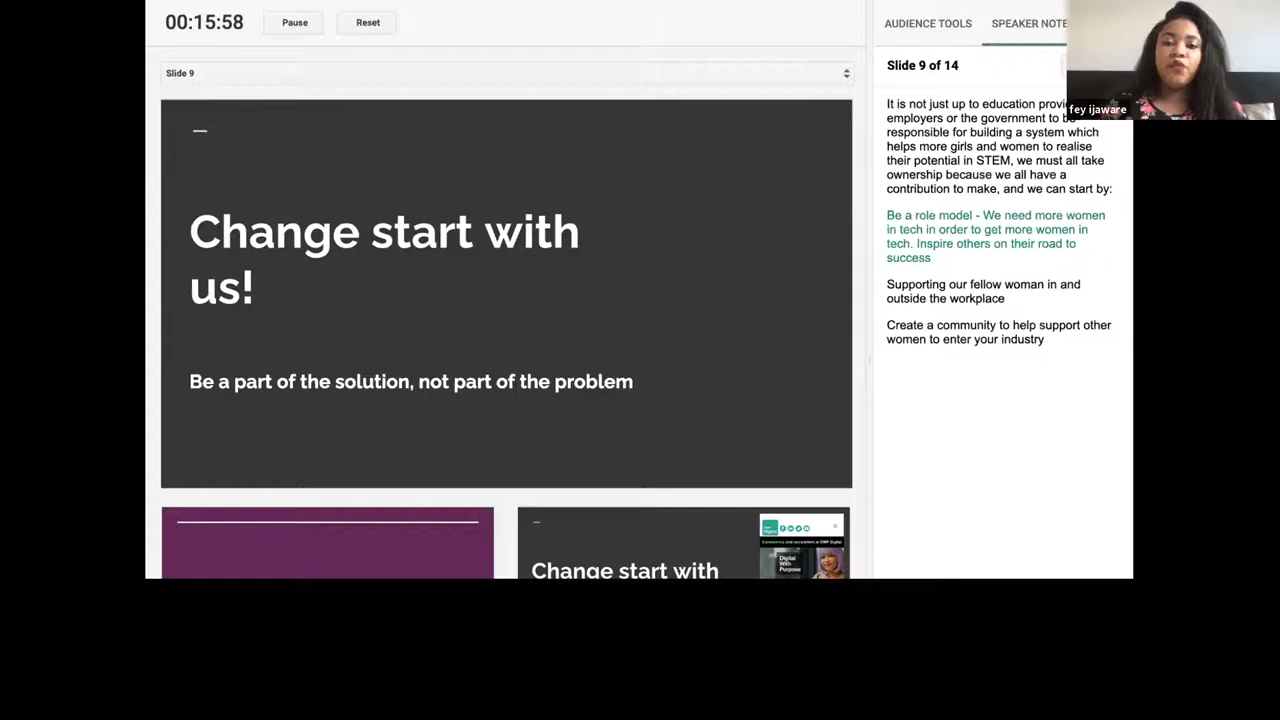 00:15:58
Pause
Reset
AUDIENCE TOOLS
SPEAKER NOTE
Slide 9
Slide 9 of 14
Change start with
us!
Be a part of the solution, not part of the problem
It is not just up to education
employers or the government to be
fey ijaware
responsible for building a system which
helps more girls and women to realise
their potential in STEM, we must all take
ownership because we all have a
contribution to make, and we can start by:
Be a role model - We need more women
in tech in order to get more women in
tech. Inspire others on their road to
success
Supporting our fellow woman in and
outside the workplace
Create a community to help support other
women to enter your industry
Change start with
Digital
With
Purpose